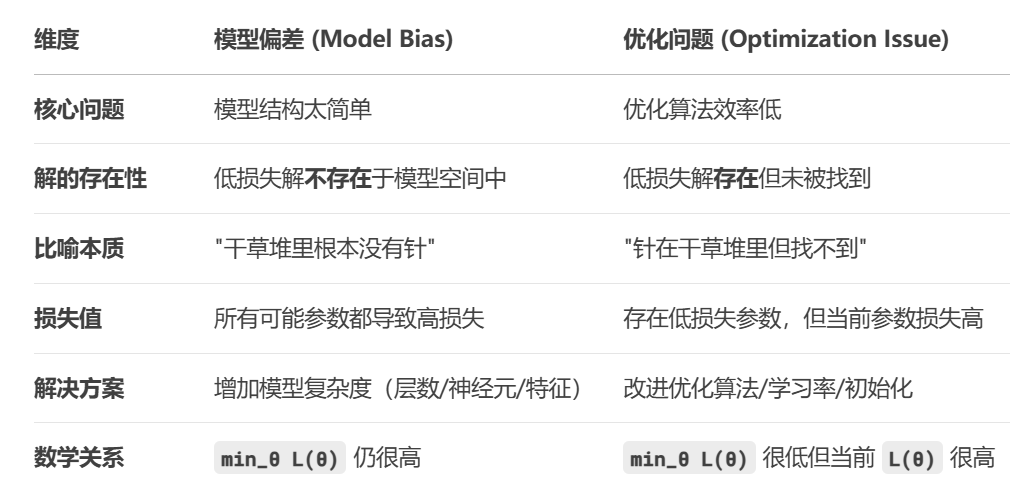 维度 模型偏差 (Model Bias) 优化问题 (Optimization Issue)
核心问题 模型结构太简单 优化算法效率低
解的存在性 低损失解不存在于模型空间中 低损失解存在但未被找到
比喻本质 "干草堆里根本没有针" "针在干草堆里但找不到"
损失值 所有可能参数都导致高损失 存在低损失参数，但当前参数损失高
解决方案 增加模型复杂度（层数/神经元/特征） 改进优化算法/学习率/初始化
数学关系 min_θ L(θ) 仍很高 min_θ L(θ) 很低但当前 L(θ) 很高